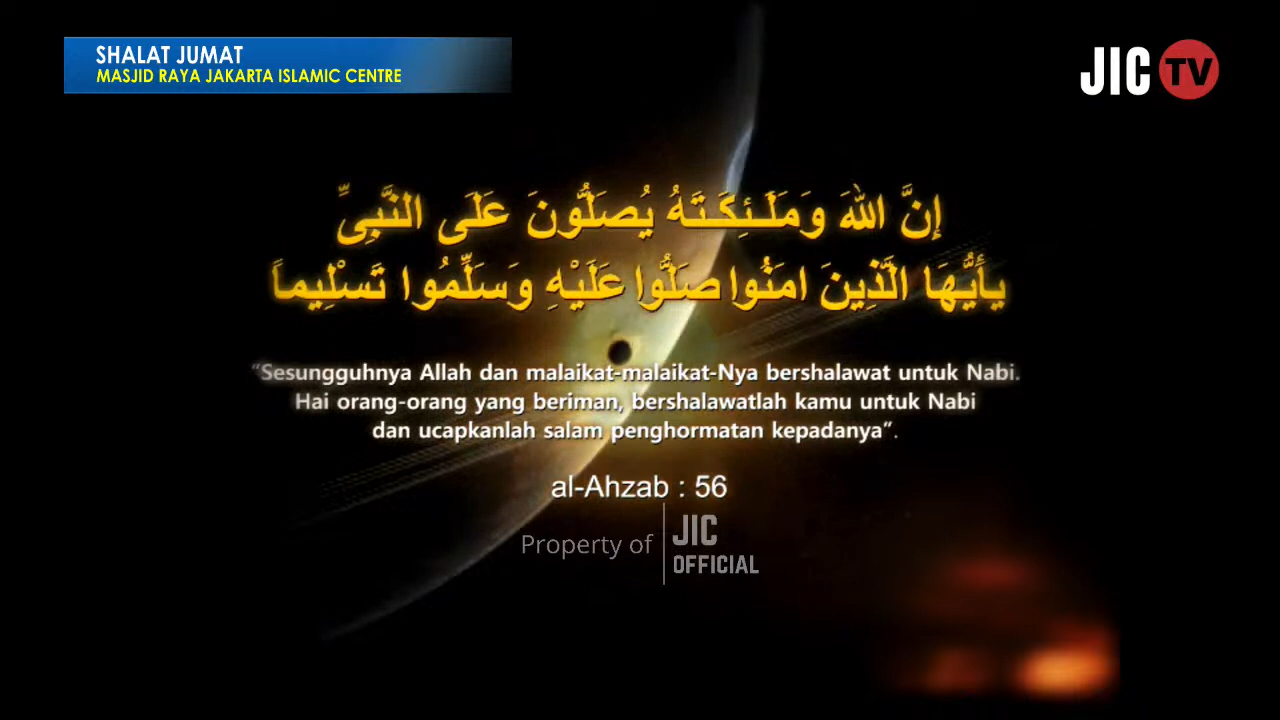 SHALAT JUMAT
MASJID RAYA JAKARTA ISLAMIC CENTRE
JIC TV
إِنَّ اللهَ وَمَلَـئِكَـتَهُ يُصَلُّونَ عَلَى النَّبِىِّ
يأَيُّهَا الَّذِينَ امَنُوا صَلُّوا عَلَيْهِ وَسَلِّمُوا تَسْلِيماً
"Sesungguhnya Allah dan malaikat-malaikat-Nya bershalawat untuk Nabi.
Hai orang-orang yang beriman, bershalawatlah kamu untuk Nabi
dan ucapkanlah salam penghormatan kepadanya".
al-Ahzab : 56
Property of JIC
OFFICIAL